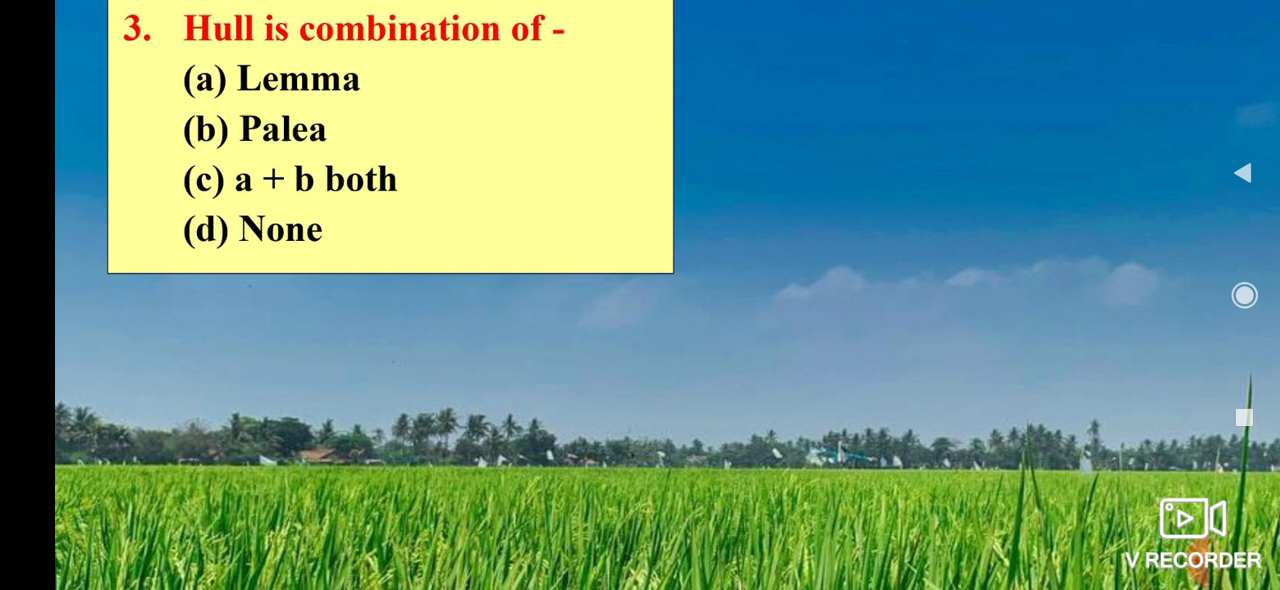 3. Hull is combination of -
(a) Lemma
(b) Palea
(c) a + b both
(d) None
V RECORDER